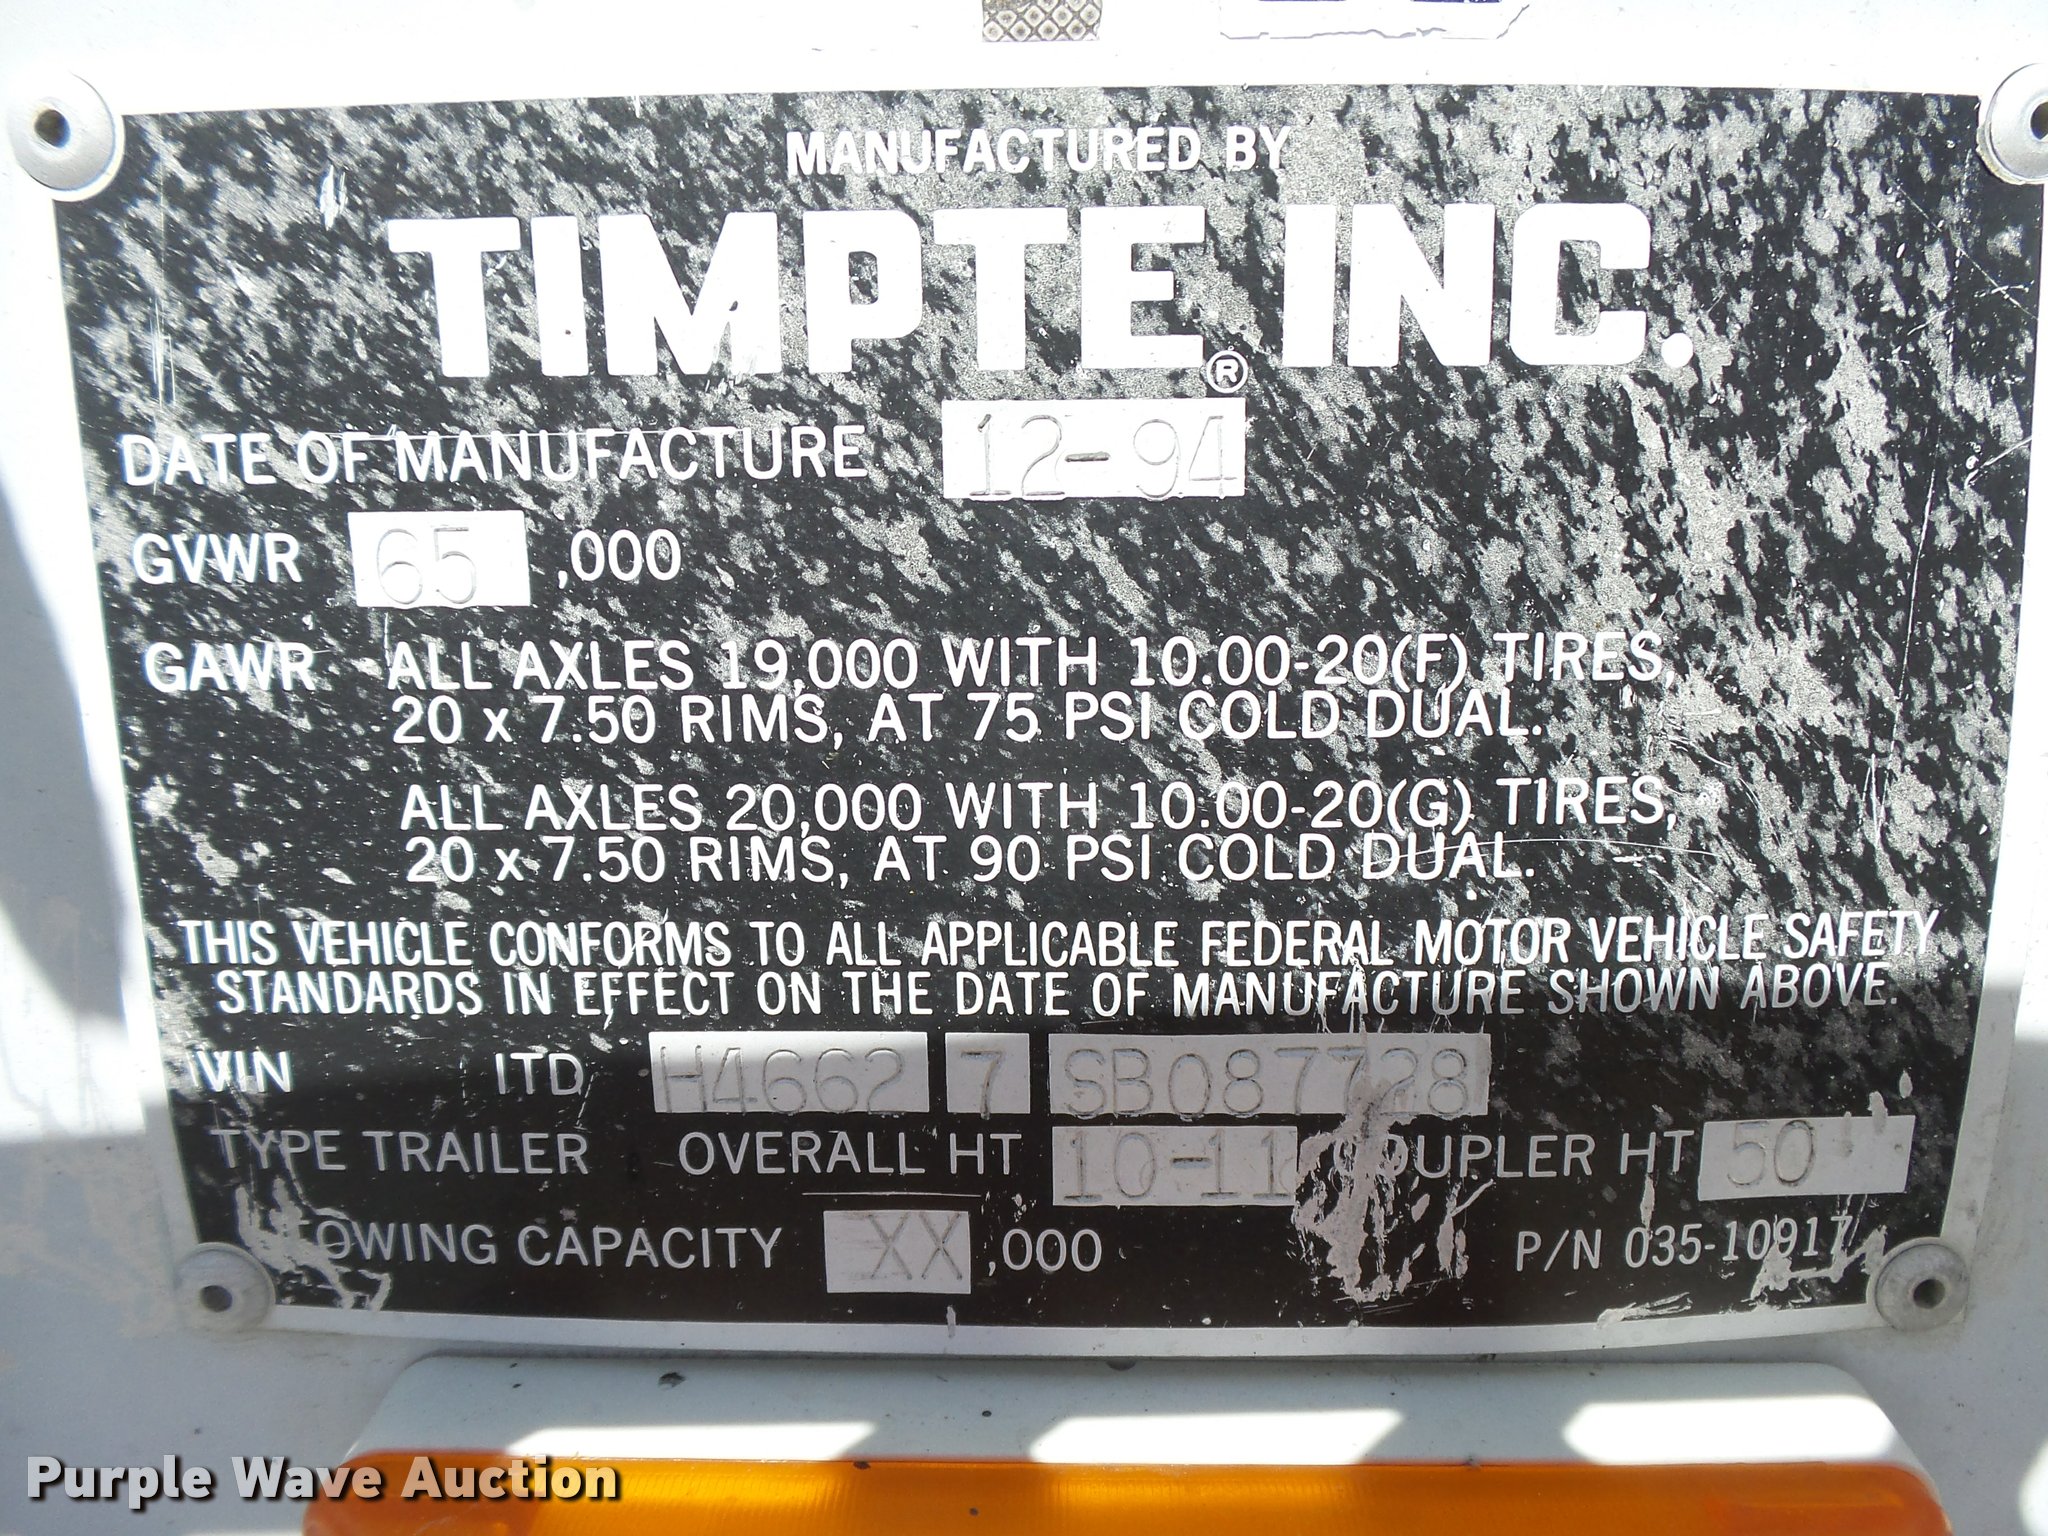 MANUFACTURED BY
TIMPTE® INC.
DATE OF MANUFACTURE 12-94
GVWR 65 ,000
GAWR ALL AXLES 19,000 WITH 10.00-20(F) TIRES,
20 x 7.50 RIMS, AT 75 PSI COLD DUAL.
ALL AXLES 20,000 WITH 10.00-20(G) TIRES,
20 x 7.50 RIMS, AT 90 PSI COLD DUAL.
THIS VEHICLE CONFORMS TO ALL APPLICABLE FEDERAL MOTOR VEHICLE SAFETY
STANDARDS IN EFFECT ON THE DATE OF MANUFACTURE SHOWN ABOVE.
VIN 1TD H4662 7 SB087728
TYPE TRAILER OVERALL HT 10-11 COUPLER HT 50''
TOWING CAPACITY XX ,000 P/N 035-10917
Purple Wave Auction